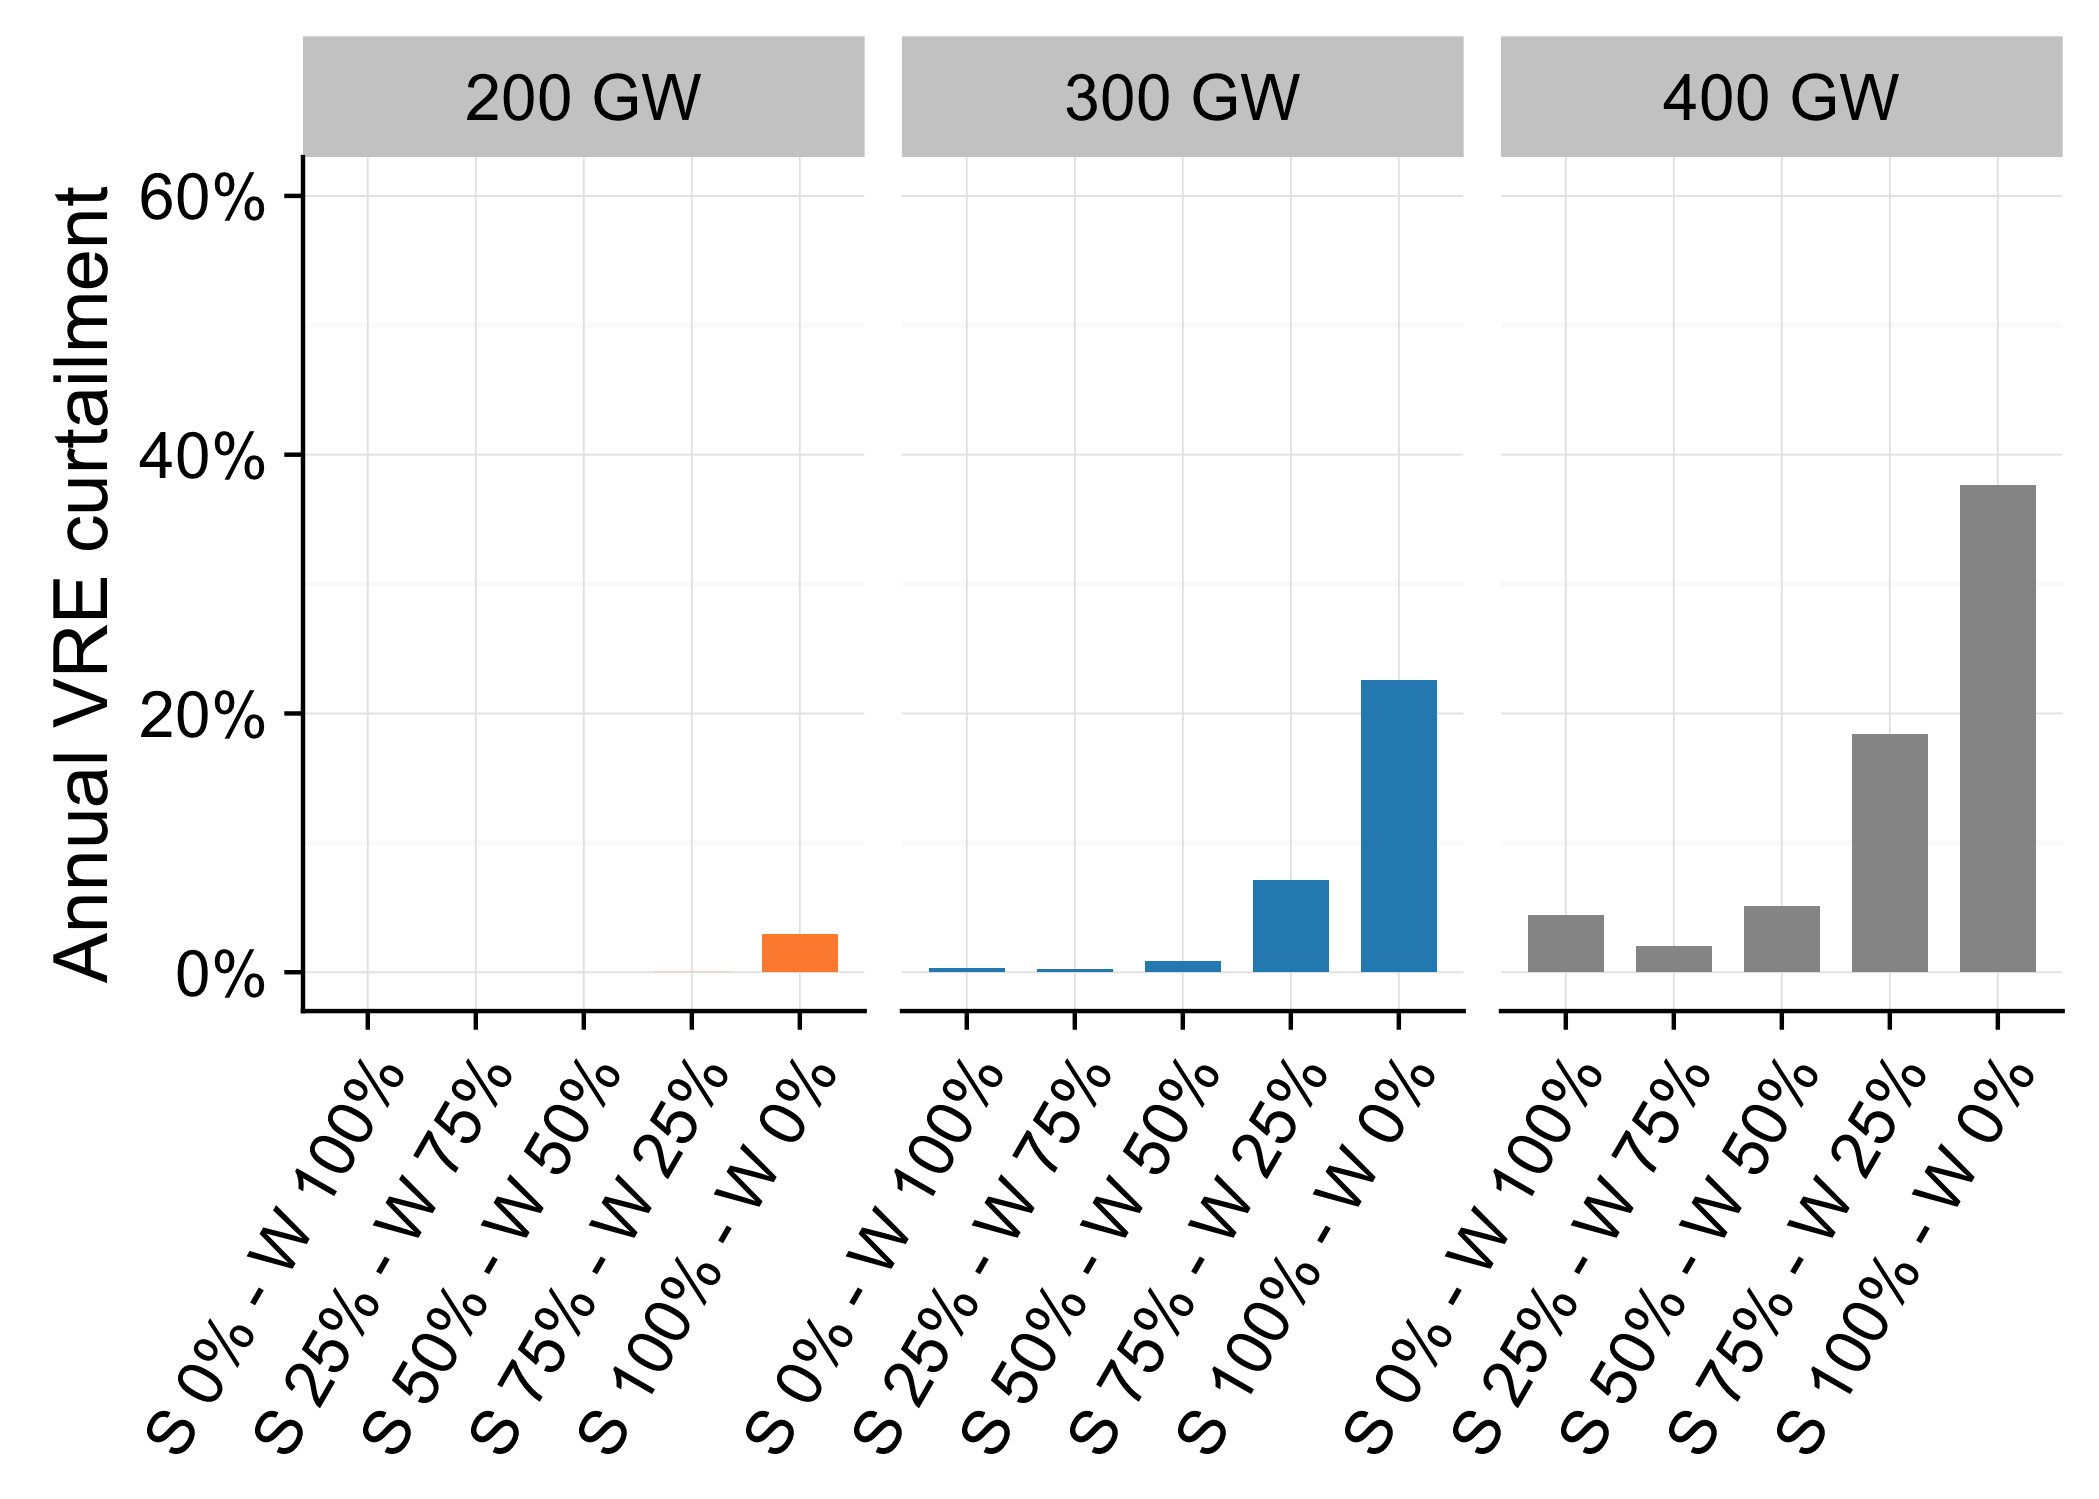 200 GW
300 GW
400 GW
Annual VRE curtailment
60%
40%
20%
0%
S 0% - W 100%
S 25% - W 75%
S 50% - W 50%
S 75% - W 25%
S 100% - W 0%
S 0% - W 100%
S 25% - W 75%
S 50% - W 50%
S 75% - W 25%
S 100% - W 0%
S 0% - W 100%
S 25% - W 75%
S 50% - W 50%
S 75% - W 25%
S 100% - W 0%